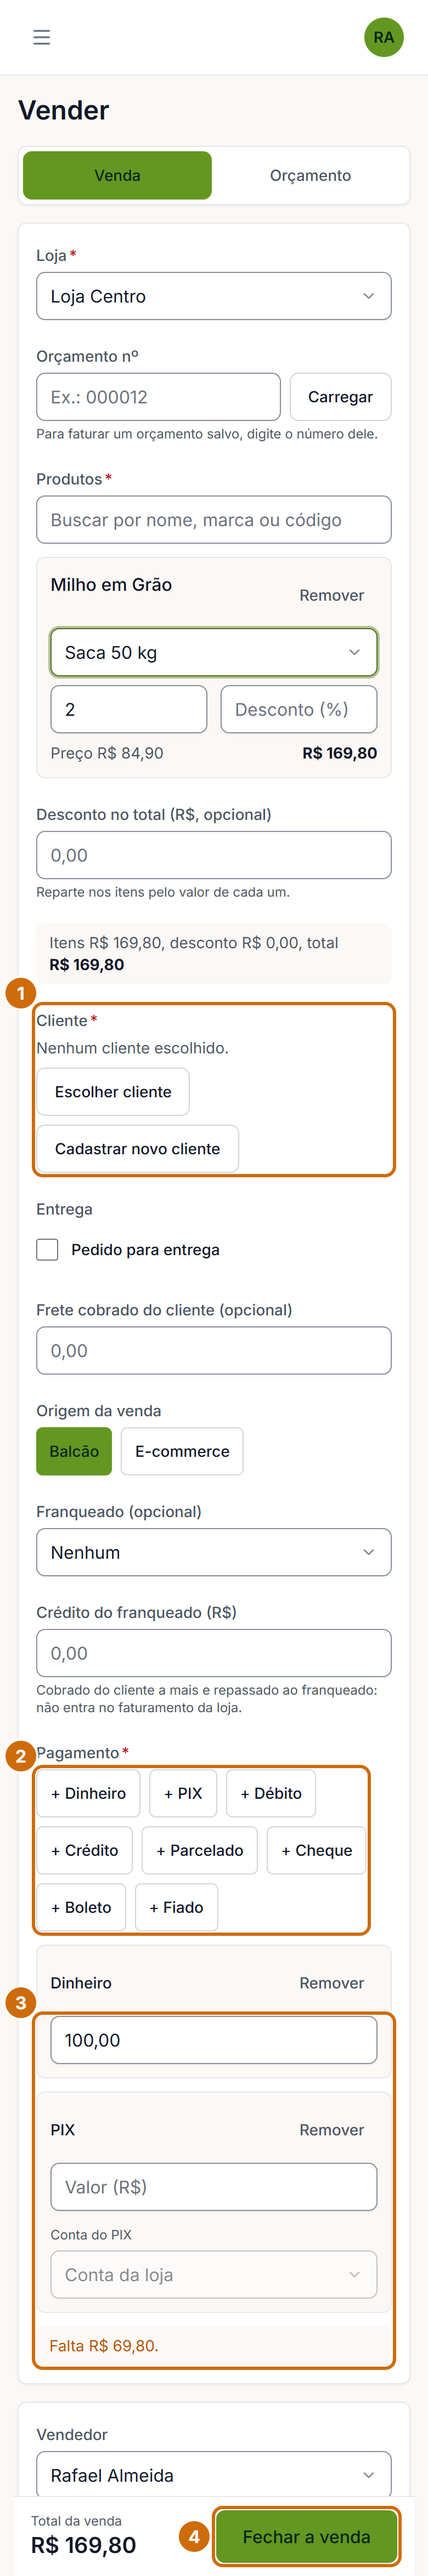 RA
Vender
Venda
Orçamento
Loja *
Loja Centro
Orçamento nº
Ex.: 000012
Carregar
Para faturar um orçamento salvo, digite o número dele.
Produtos *
Buscar por nome, marca ou código
Milho em Grão
Remover
Saca 50 kg
2
Desconto (%)
Preço R$ 84,90
R$ 169,80
Desconto no total (R$, opcional)
0,00
Reparte nos itens pelo valor de cada um.
Itens R$ 169,80, desconto R$ 0,00, total
R$ 169,80
1
Cliente *
Nenhum cliente escolhido.
Escolher cliente
Cadastrar novo cliente
Entrega
Pedido para entrega
Frete cobrado do cliente (opcional)
0,00
Origem da venda
Balcão
E-commerce
Franqueado (opcional)
Nenhum
Crédito do franqueado (R$)
0,00
Cobrado do cliente a mais e repassado ao franqueado:
não entra no faturamento da loja.
2
Pagamento *
+ Dinheiro
+ PIX
+ Débito
+ Crédito
+ Parcelado
+ Cheque
+ Boleto
+ Fiado
Dinheiro
Remover
3
100,00
PIX
Remover
Valor (R$)
Conta do PIX
Conta da loja
Falta R$ 69,80.
Vendedor
Rafael Almeida
Total da venda
R$ 169,80
4
Fechar a venda